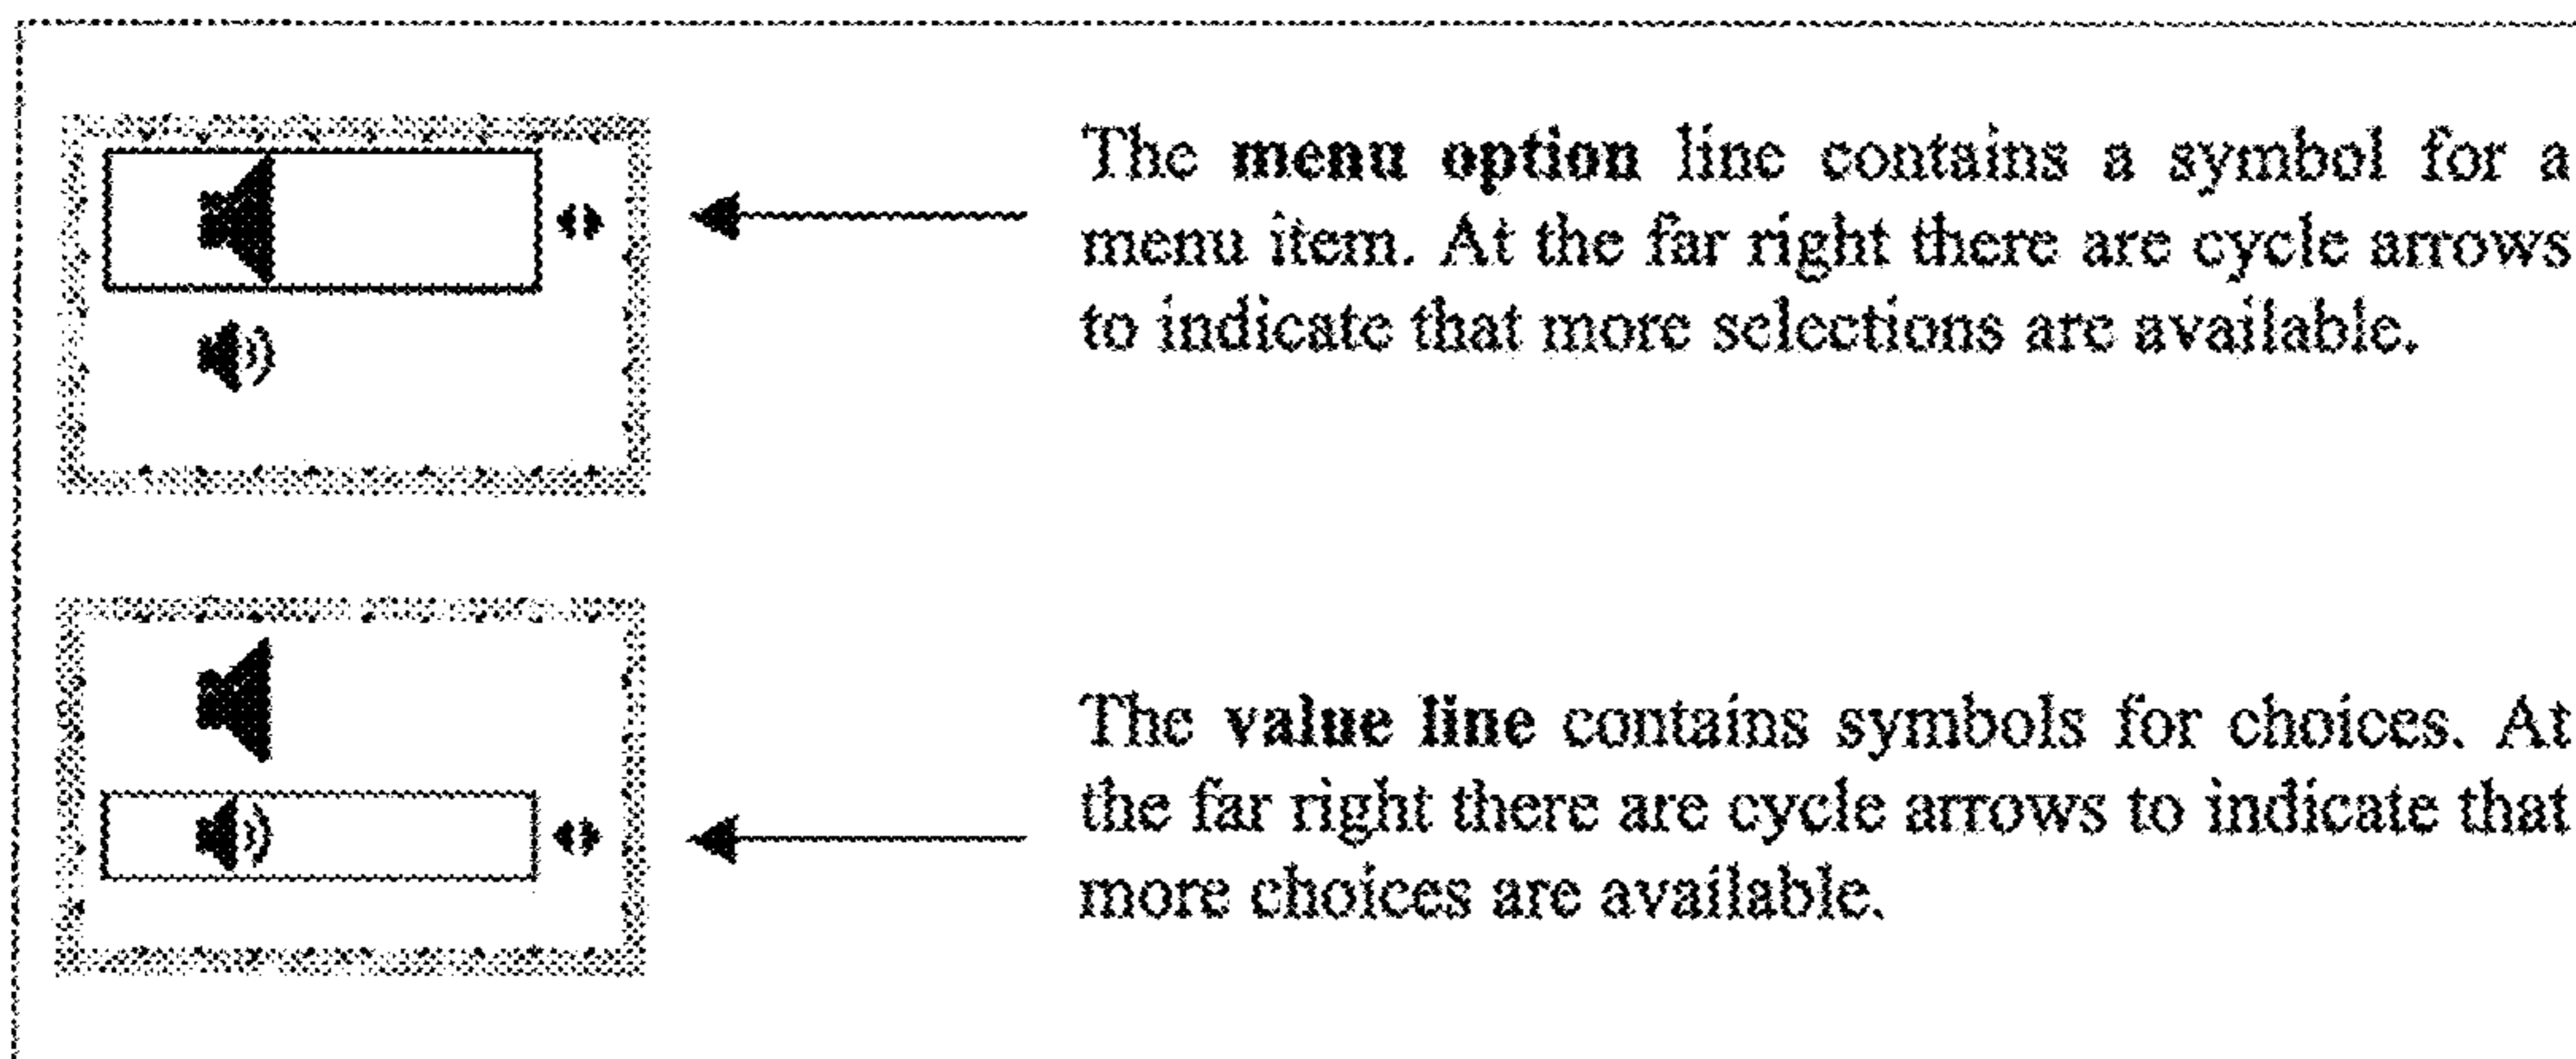 The menu option line contains a symbol for a
menu item. At the far right there are cycle arrows
to indicate that more selections are available.
The value line contains symbols for choices. At
the far right there are cycle arrows to indicate that
more choices are available.